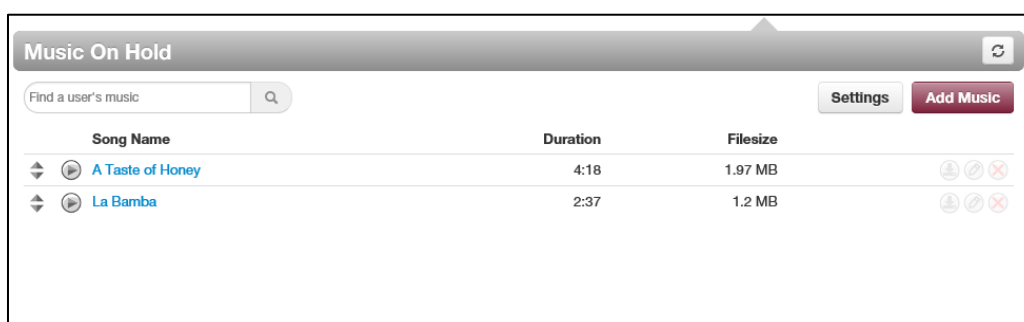 Music On Hold
Find a user's music
Settings
Add Music
Song Name Duration Filesize
A Taste of Honey 4:18 1.97 MB
La Bamba 2:37 1.2 MB